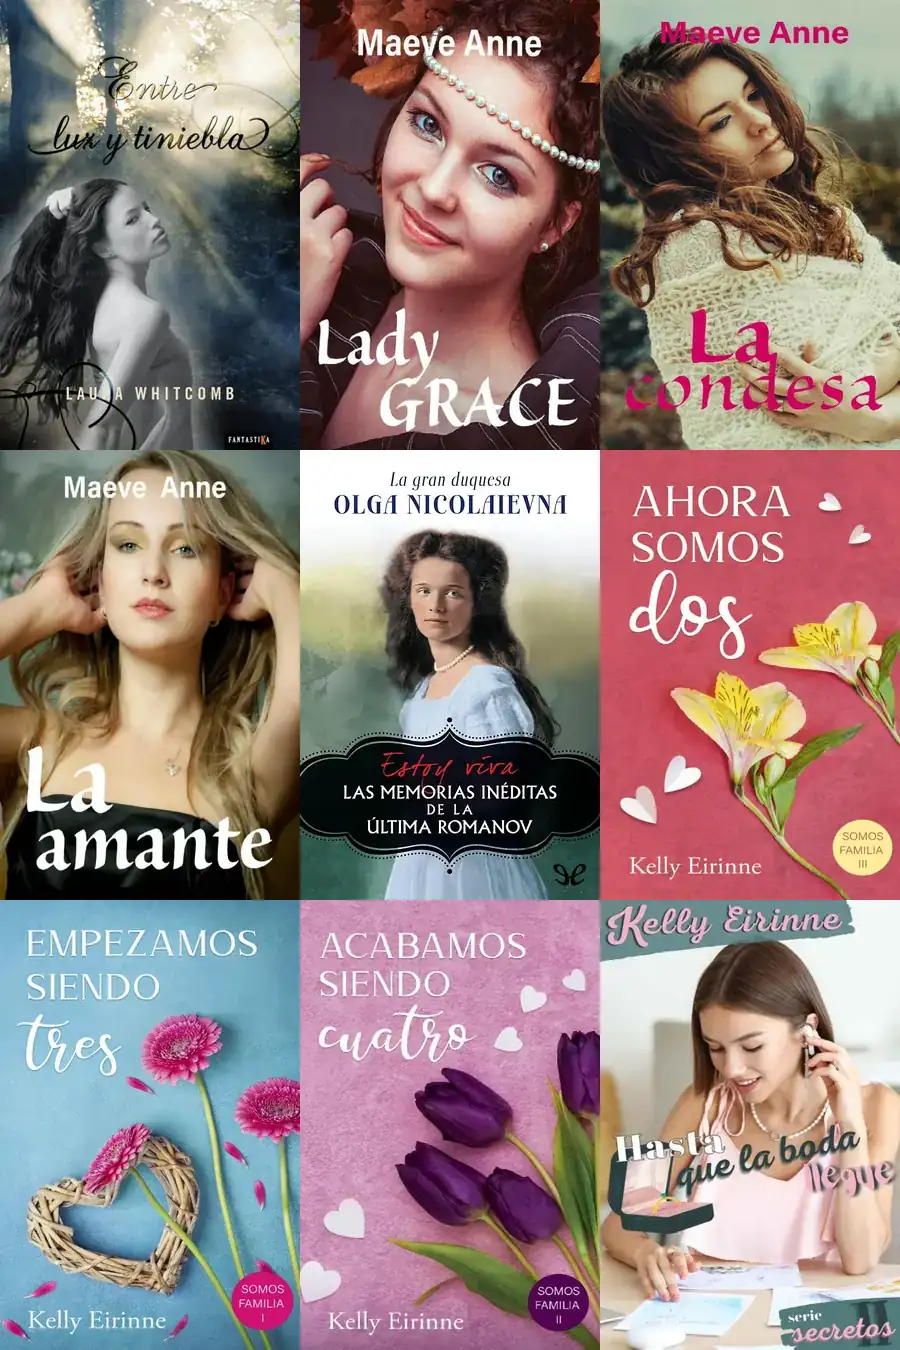 Entre
luz y tiniebla
LAURA WHITCOMB
FANTASTIKA
Maeve Anne
Lady
GRACE
Maeve Anne
La
condesa
Maeve Anne
La
amante
La gran duquesa
OLGA NICOLAIEVNA
Estoy viva
LAS MEMORIAS INÉDITAS
DE LA
ÚLTIMA ROMANOV
AHORA
SOMOS
dos
SOMOS
FAMILIA
III
Kelly Eirinne
EMPEZAMOS
SIENDO
tres
SOMOS
FAMILIA
I
Kelly Eirinne
ACABAMOS
SIENDO
cuatro
SOMOS
FAMILIA
II
Kelly Eirinne
Kelly Eirinne
Hasta
que la boda
llegue
serie
secretos
II